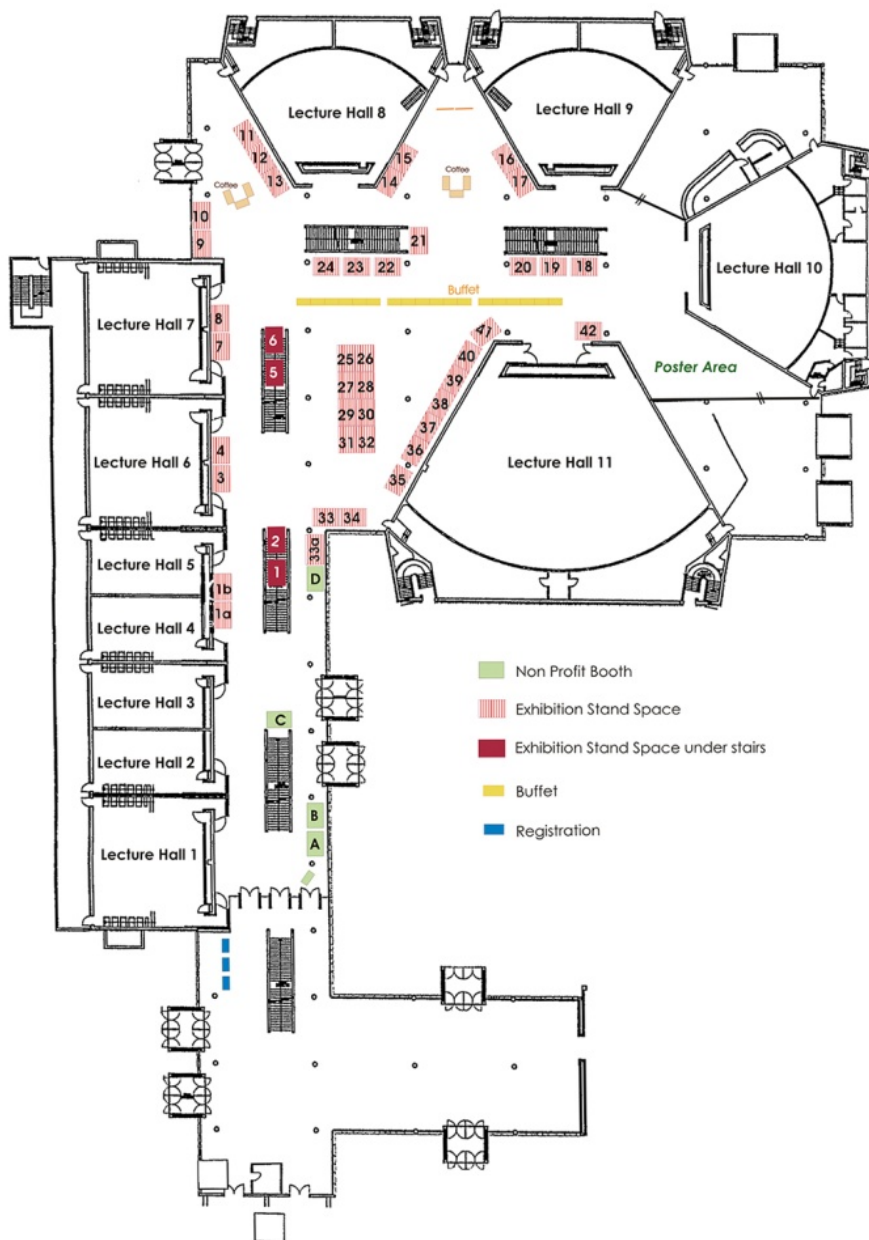 Lecture Hall 8
Lecture Hall 9
11
12
13
15
14
16
17
Coffee
Coffee
10
9
21
24
23
22
20
19
18
Lecture Hall 10
Buffet
Lecture Hall 7
8
7
6
5
41
42
40
39
38
37
36
35
25 26
27 28
29 30
31 32
Poster Area
Lecture Hall 6
4
3
Lecture Hall 11
33 34
33a
2
1
D
Lecture Hall 5
1b
1a
Lecture Hall 4
Lecture Hall 3
Lecture Hall 2
C
B
A
Lecture Hall 1
Non Profit Booth
Exhibition Stand Space
Exhibition Stand Space under stairs
Buffet
Registration